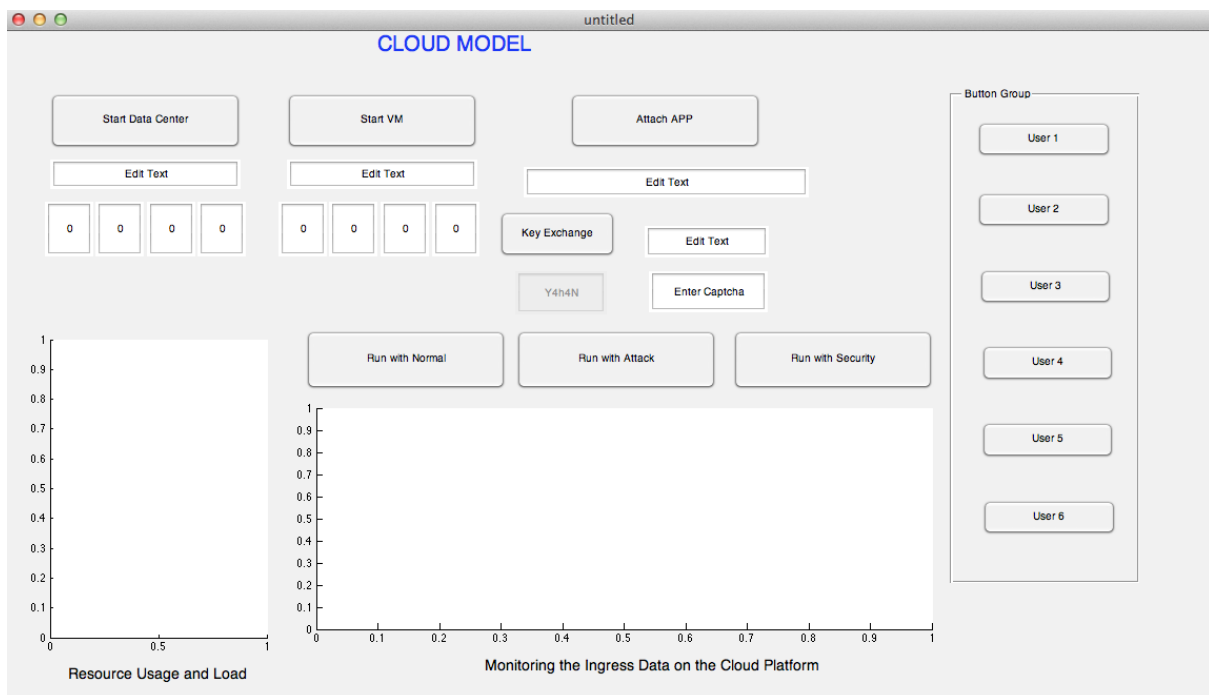 untitled
CLOUD MODEL
Button Group
Start Data Center
Start VM
Attach APP
User 1
Edit Text
Edit Text
Edit Text
User 2
0 0 0 0
0 0 0 0
Key Exchange
Edit Text
User 3
Y4h4N
Enter Captcha
Run with Normal
Run with Attack
Run with Security
User 4
User 5
User 6
1
0.9
0.8
0.7
0.6
0.5
0.4
0.3
0.2
0.1
0
0 0.5 1
Resource Usage and Load
1
0.9
0.8
0.7
0.6
0.5
0.4
0.3
0.2
0.1
0
0 0.1 0.2 0.3 0.4 0.5 0.6 0.7 0.8 0.9 1
Monitoring the Ingress Data on the Cloud Platform